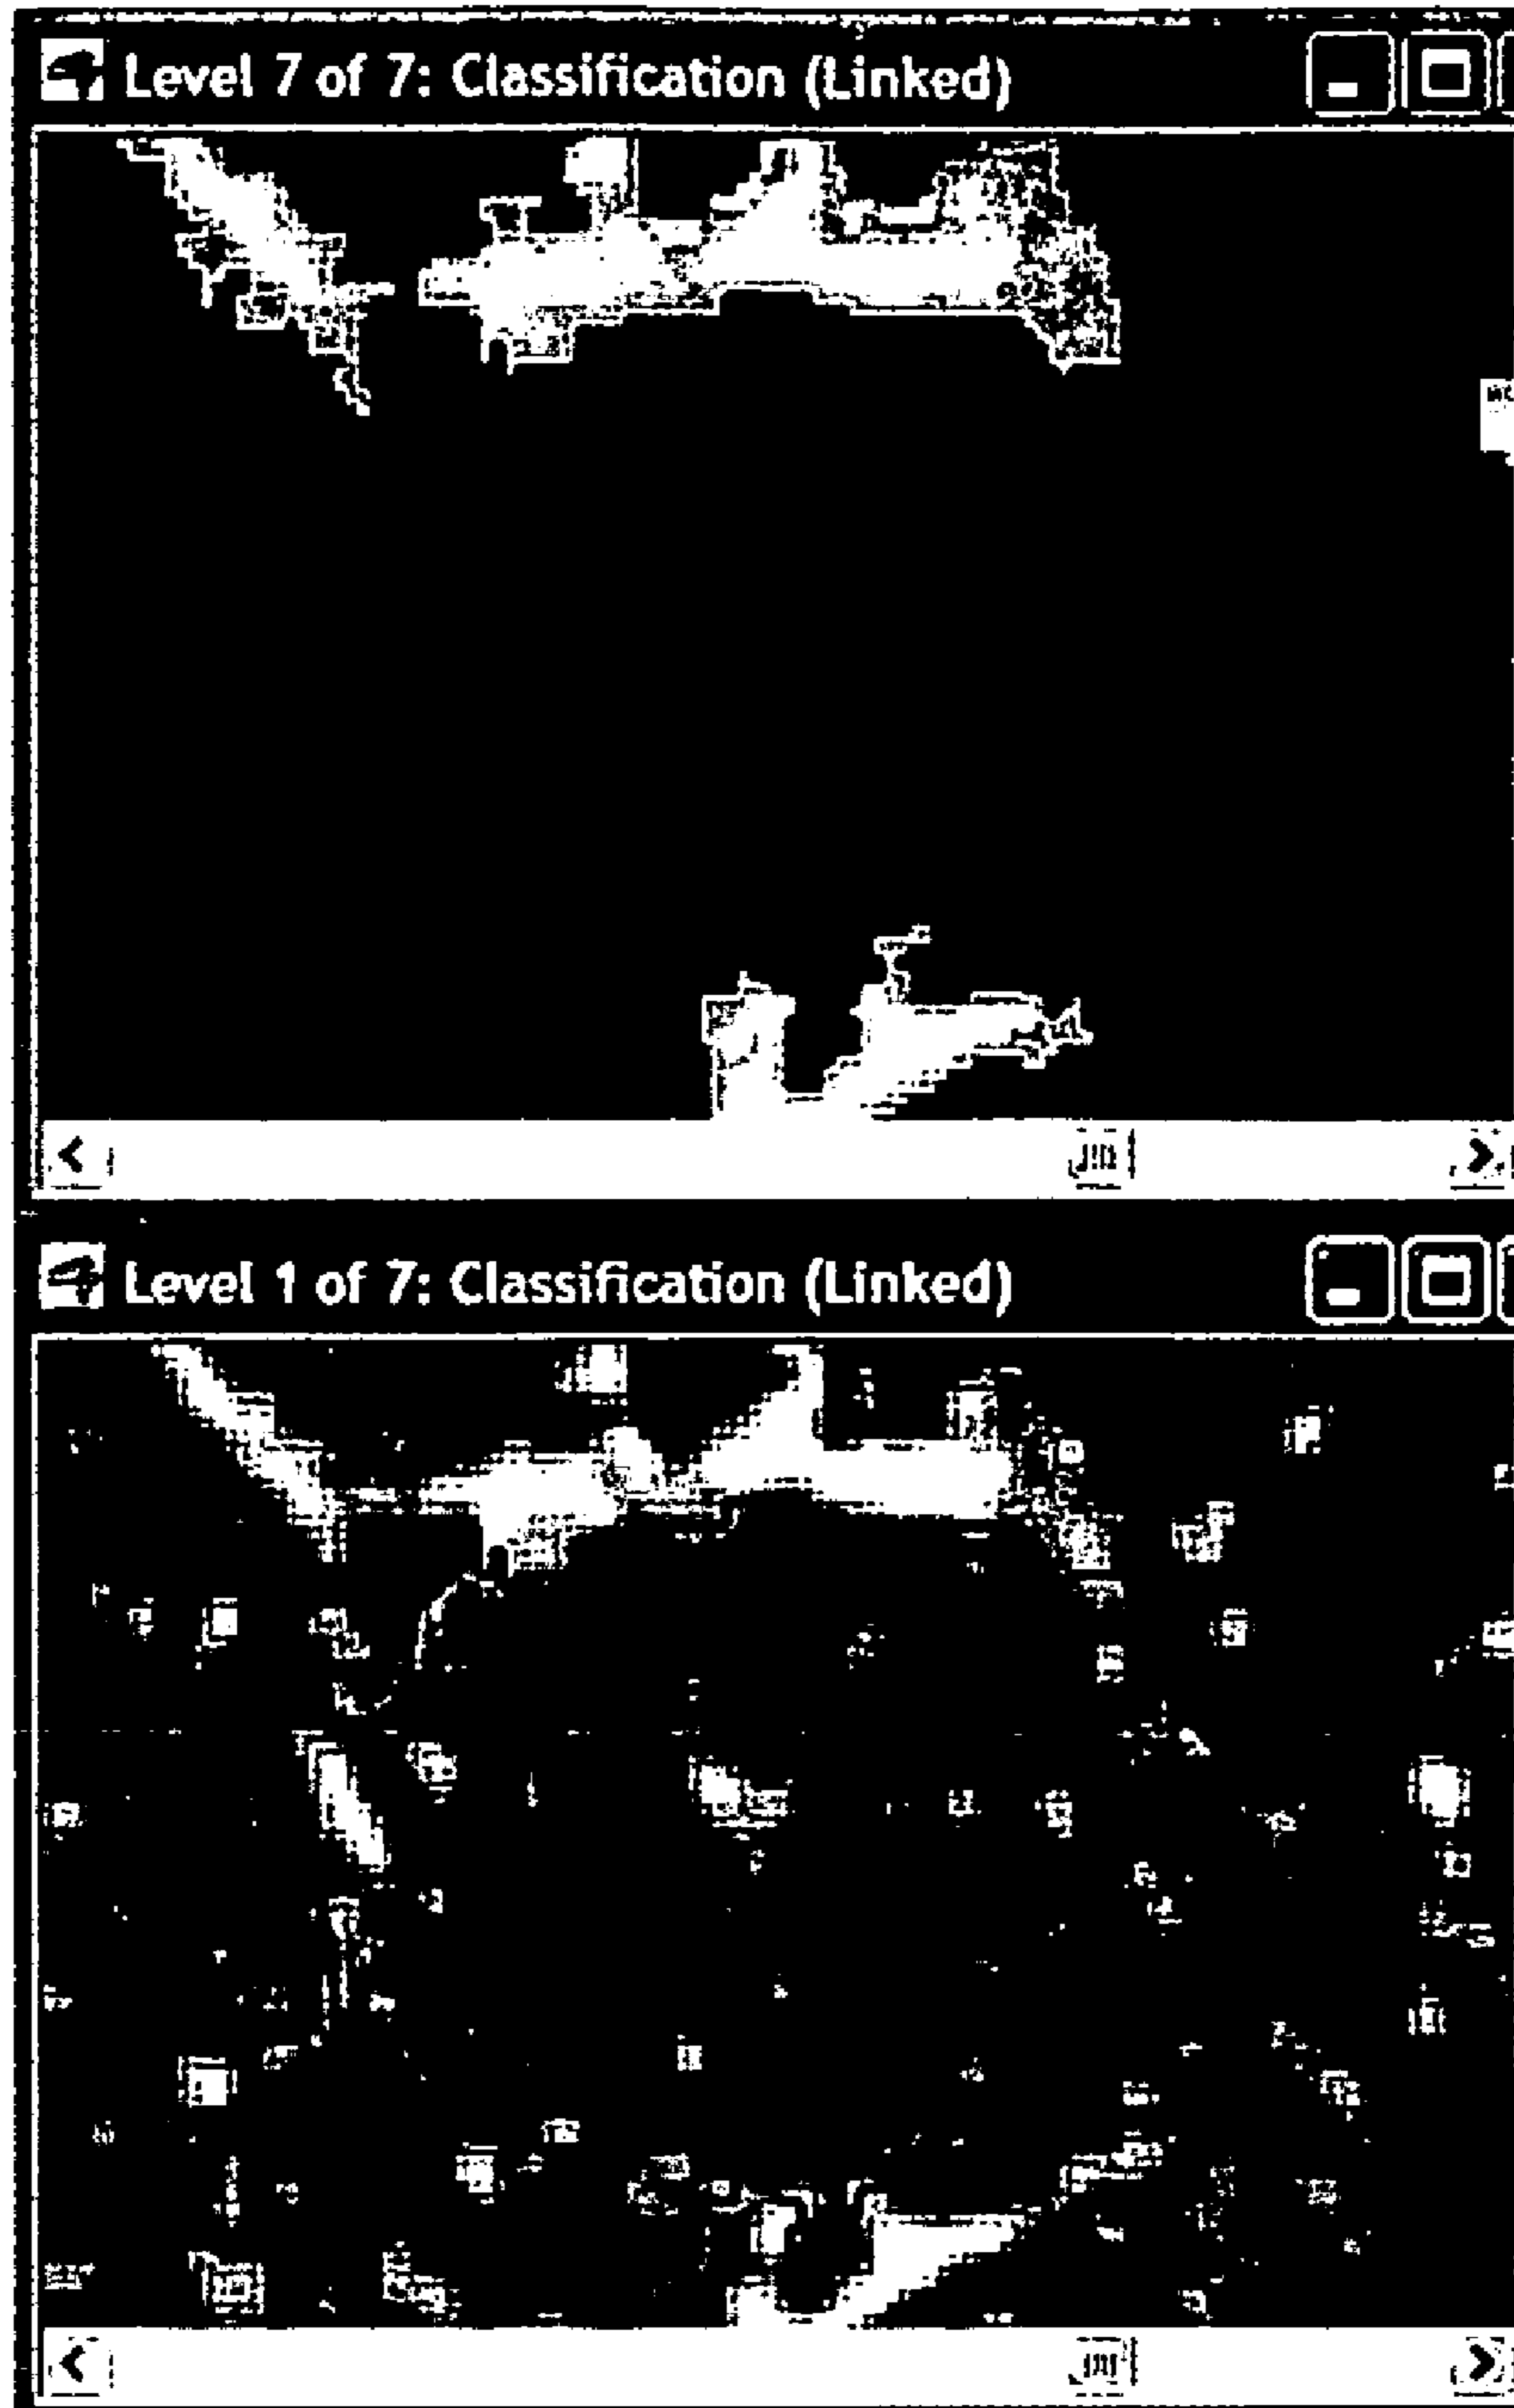 Level 7 of 7: Classification (Linked)
Level 1 of 7: Classification (Linked)